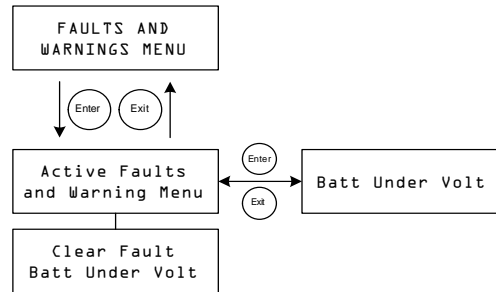 FAULTS AND
WARNINGS MENU
Enter
Exit
Active Faults
and Warning Menu
Enter
Exit
Batt Under Volt
Clear Fault
Batt Under Volt